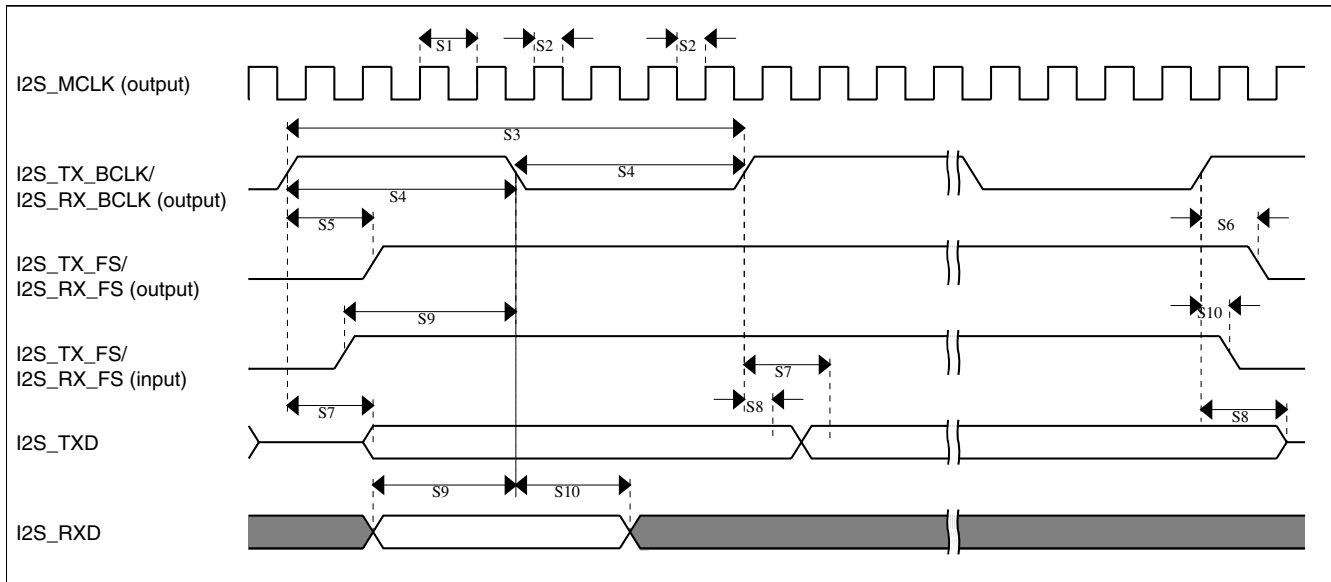 S1
S2
S2
I2S_MCLK (output)
S3
I2S_TX_BCLK/
I2S_RX_BCLK (output)
S4
S4
S5
S6
I2S_TX_FS/
I2S_RX_FS (output)
S9
S10
I2S_TX_FS/
I2S_RX_FS (input)
S7
S7
S8
S8
I2S_TXD
S9
S10
I2S_RXD